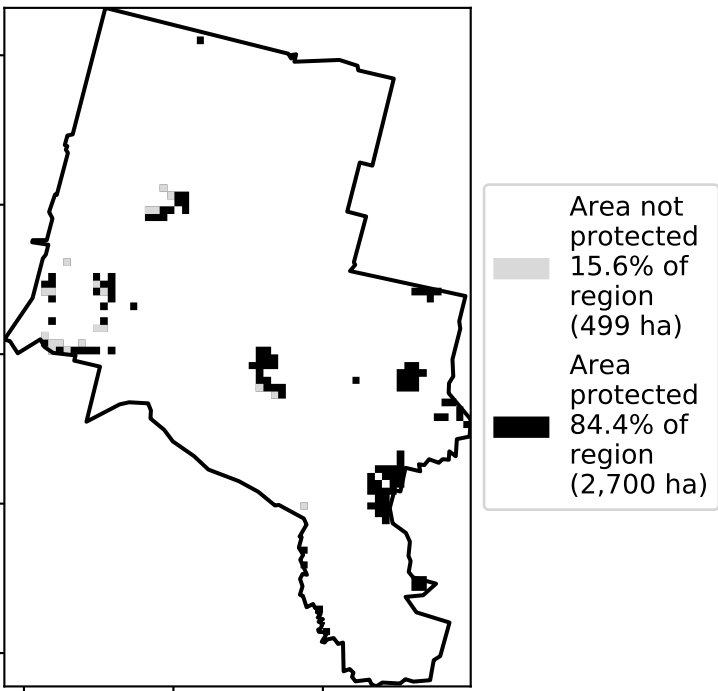 Area not
protected
15.6% of
region
(499 ha)
Area
protected
84.4% of
region
(2,700 ha)